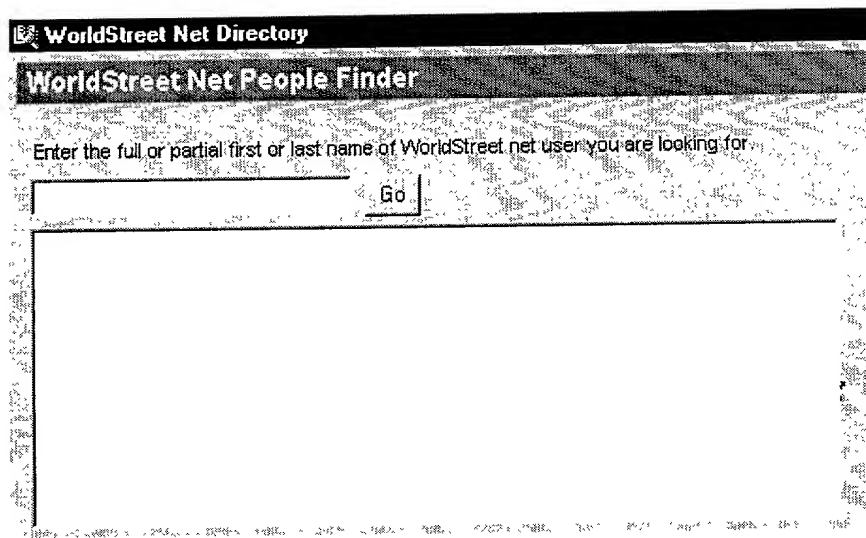 WorldStreet Net Directory
WorldStreet Net People Finder
Enter the full or partial first or last name of WorldStreet net user you are looking for.
Go